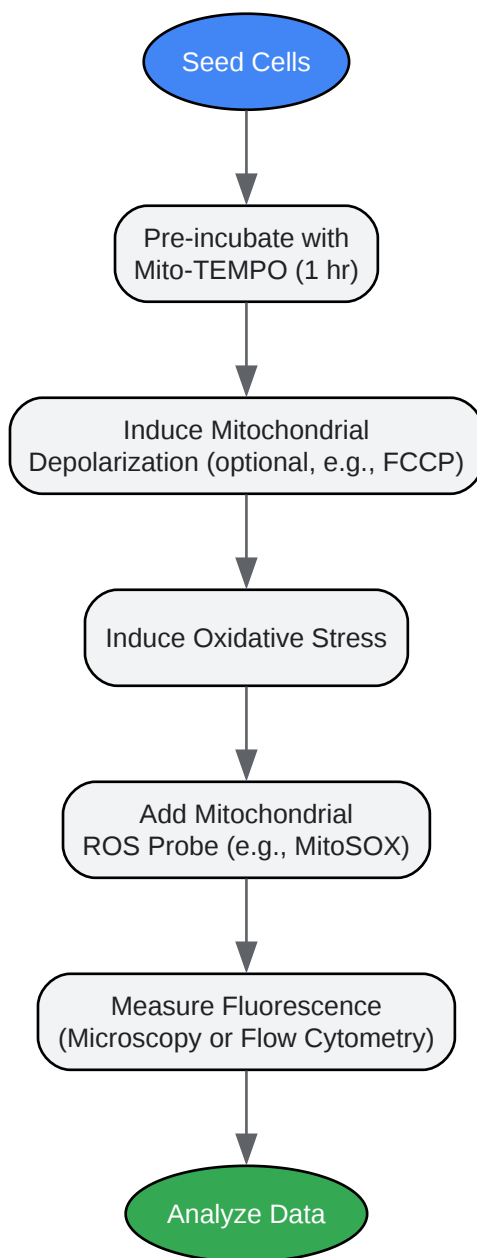 Seed Cells
Pre-incubate with
Mito-TEMPO (1 hr)
Induce Mitochondrial
Depolarization (optional, e.g., FCCP)
Induce Oxidative Stress
Add Mitochondrial
ROS Probe (e.g., MitoSOX)
Measure Fluorescence
(Microscopy or Flow Cytometry)
Analyze Data